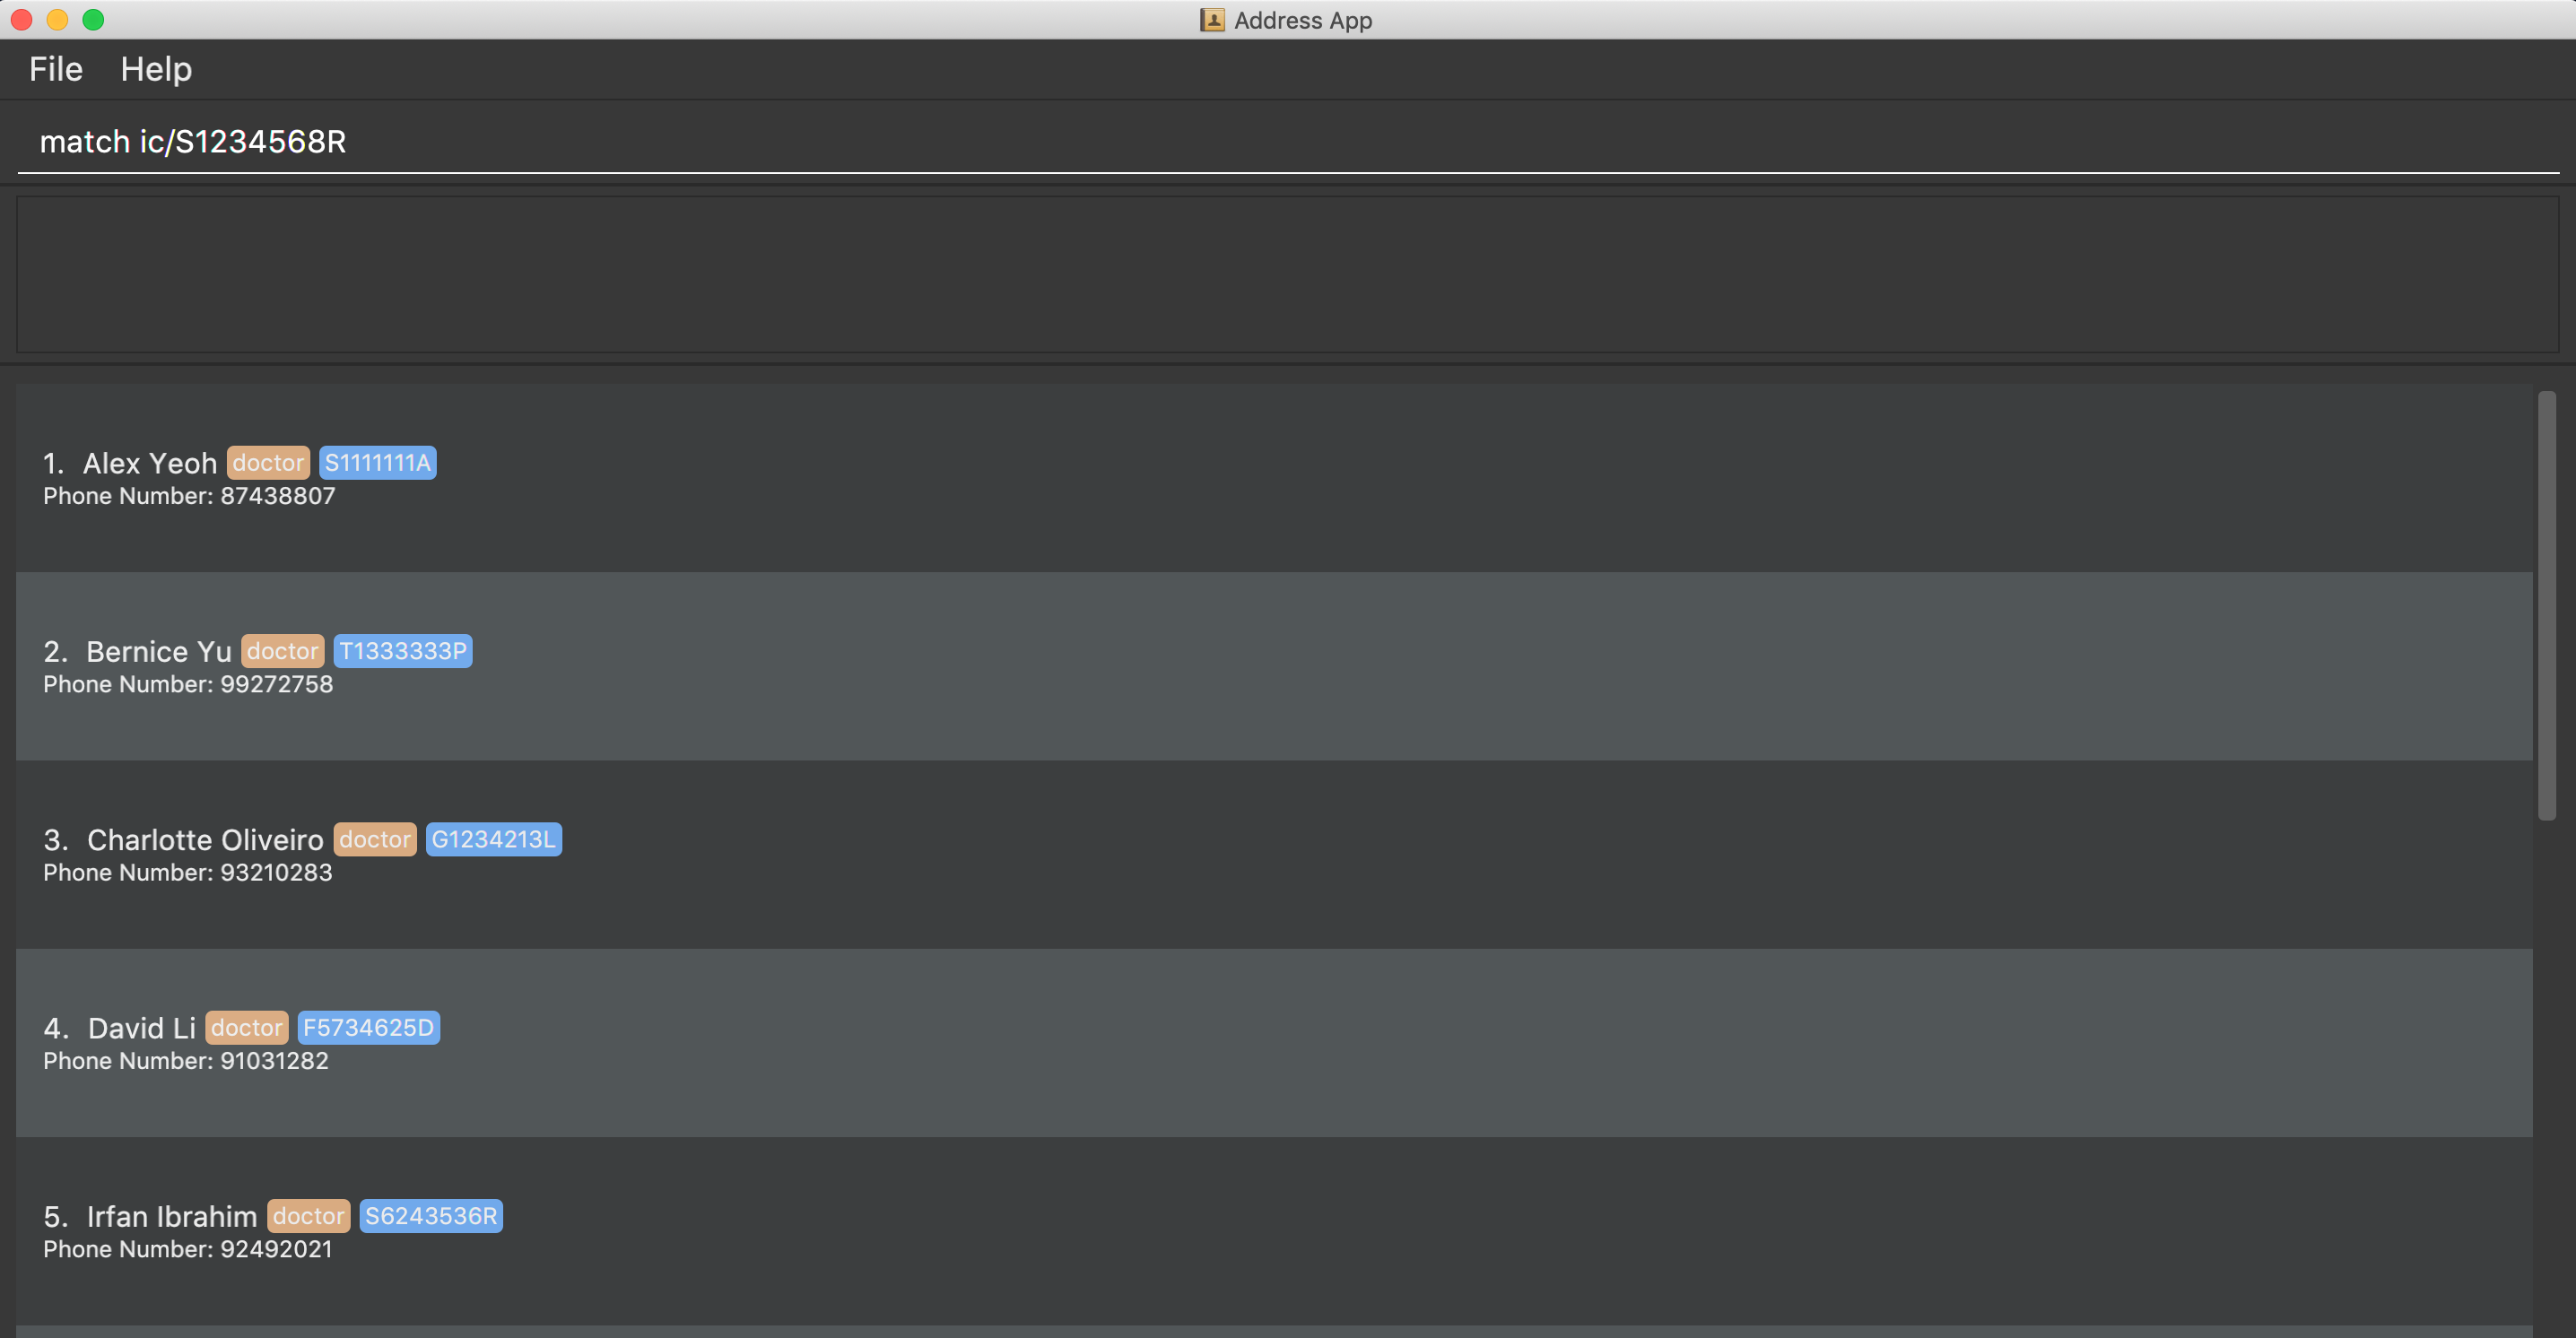 Address App
File Help
match ic/S1234568R
1. Alex Yeoh doctor S1111111A
Phone Number: 87438807
2. Bernice Yu doctor T1333333P
Phone Number: 99272758
3. Charlotte Oliveiro doctor G1234213L
Phone Number: 93210283
4. David Li doctor F5734625D
Phone Number: 91031282
5. Irfan Ibrahim doctor S6243536R
Phone Number: 92492021